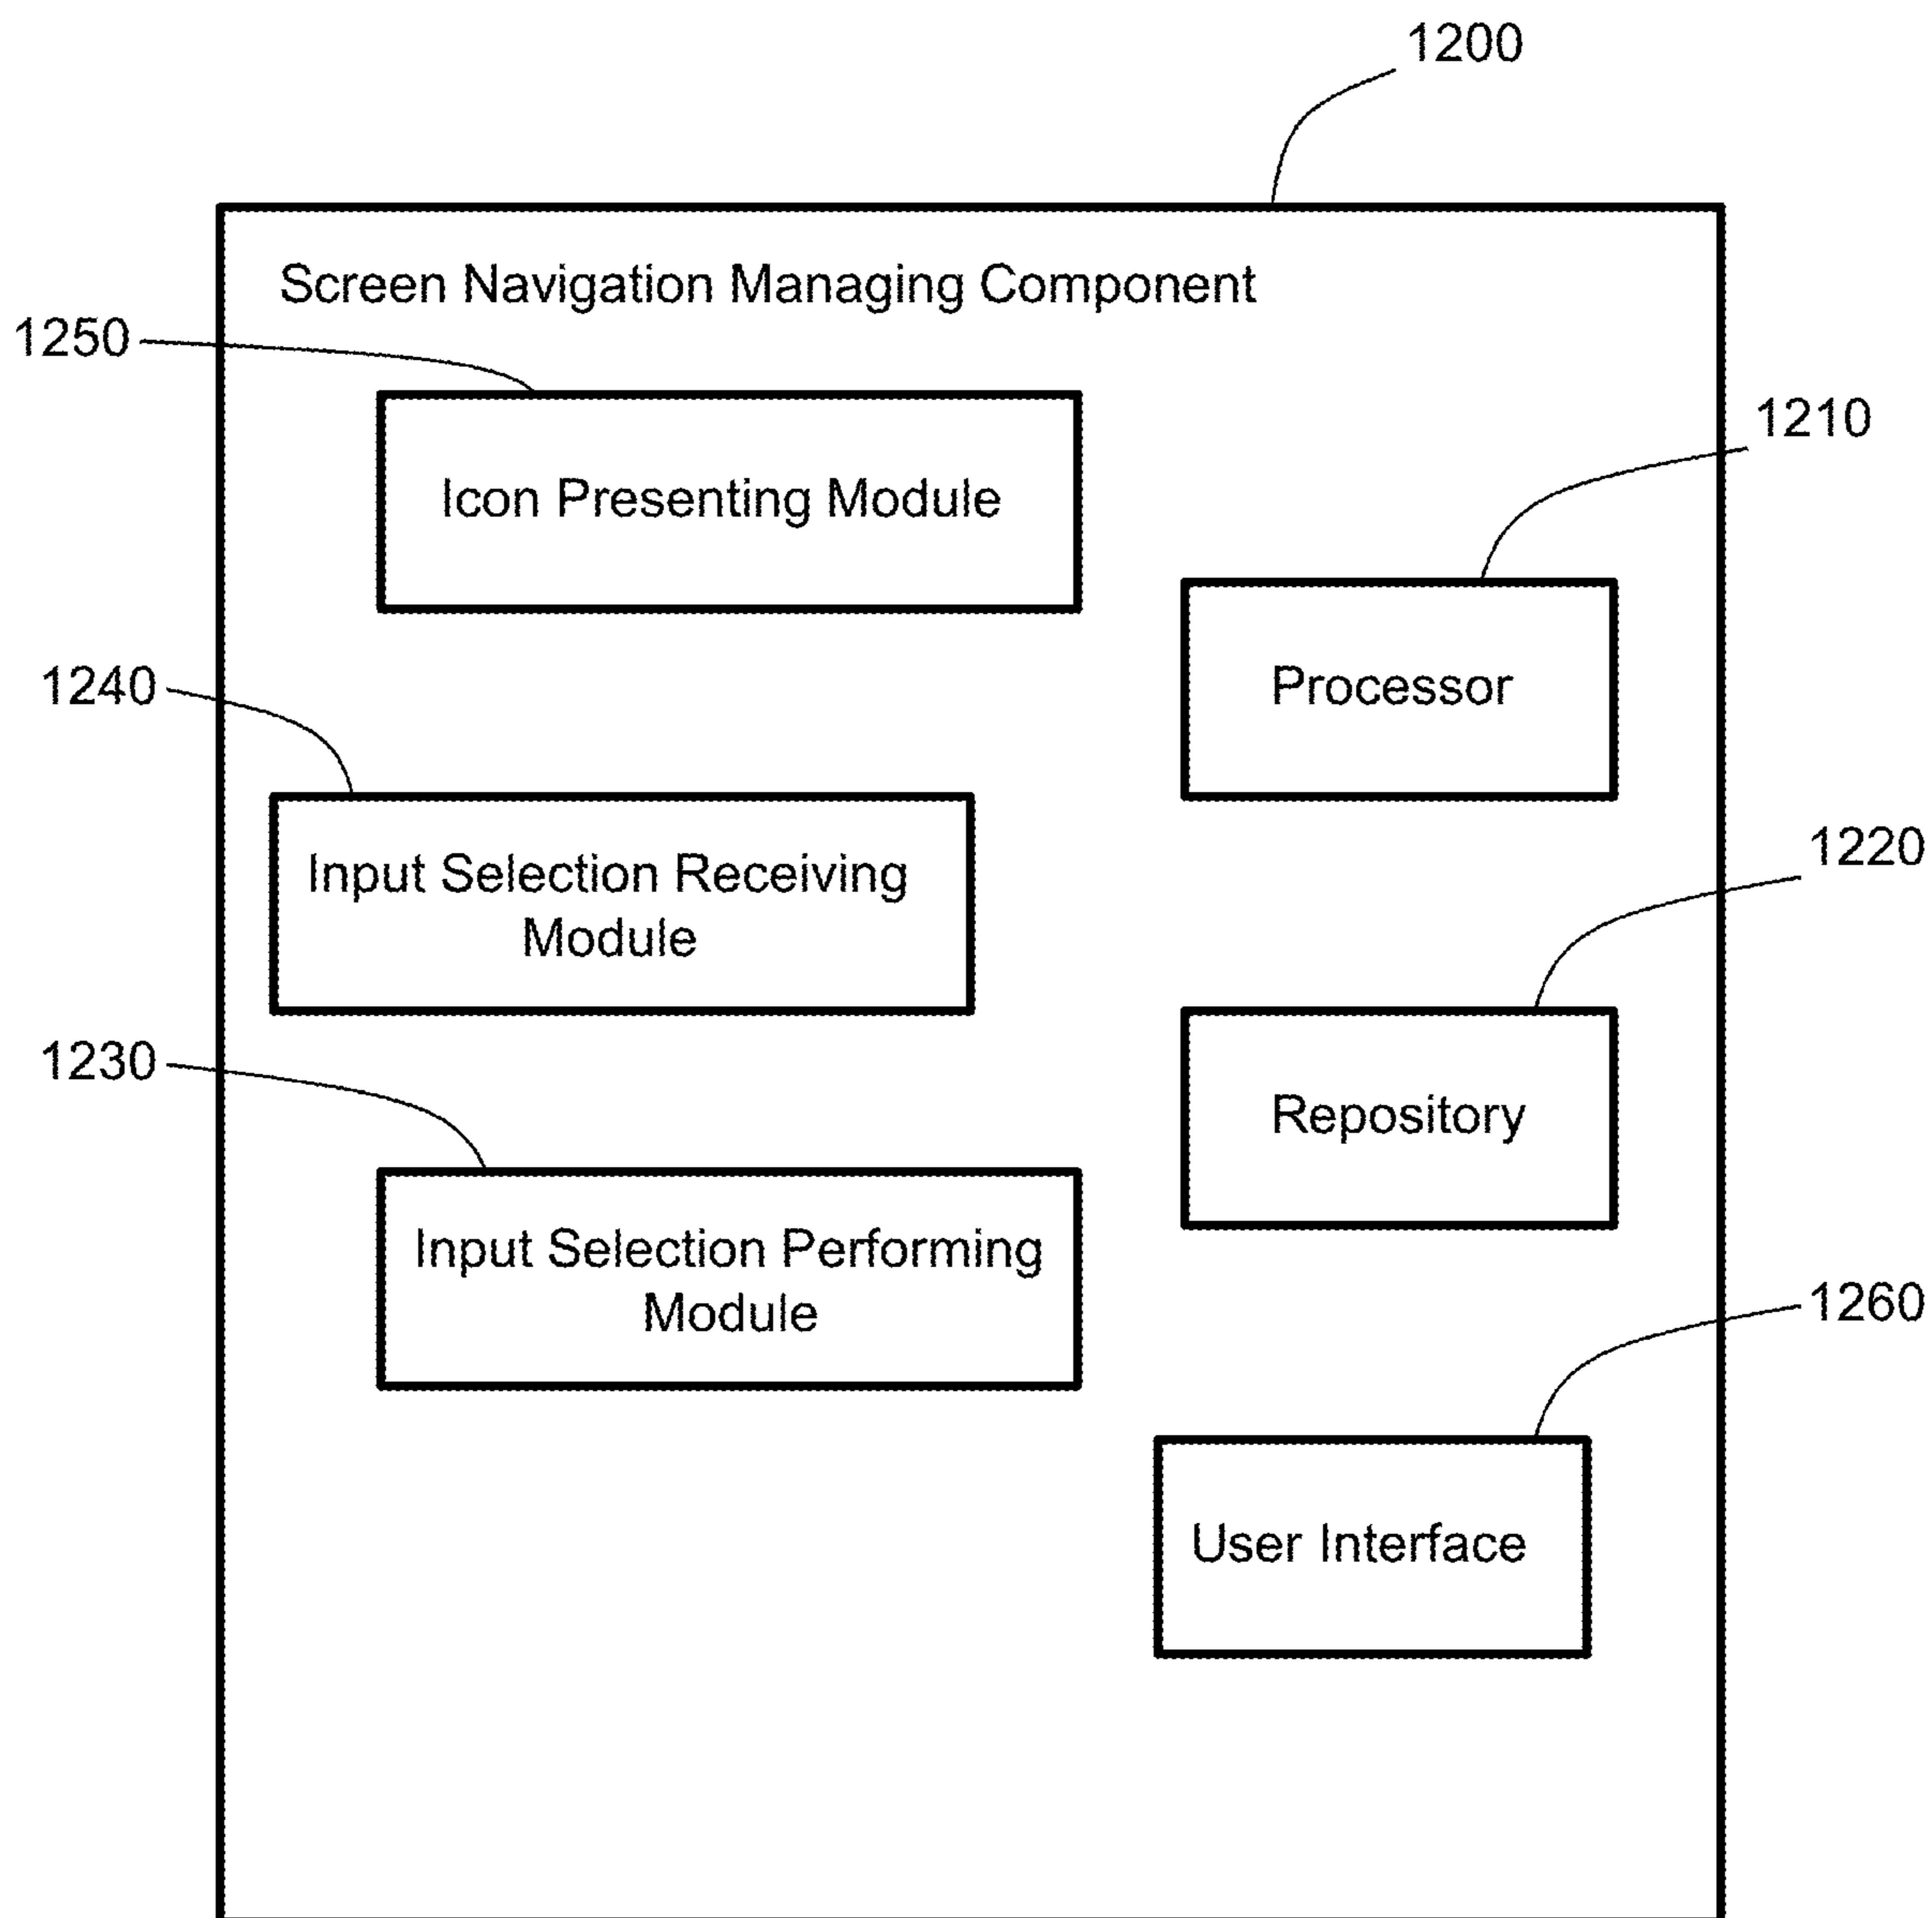 1200
Screen Navigation Managing Component
1250
Icon Presenting Module
1210
Processor
1240
Input Selection Receiving
Module
1220
Repository
1230
Input Selection Performing
Module
1260
User Interface